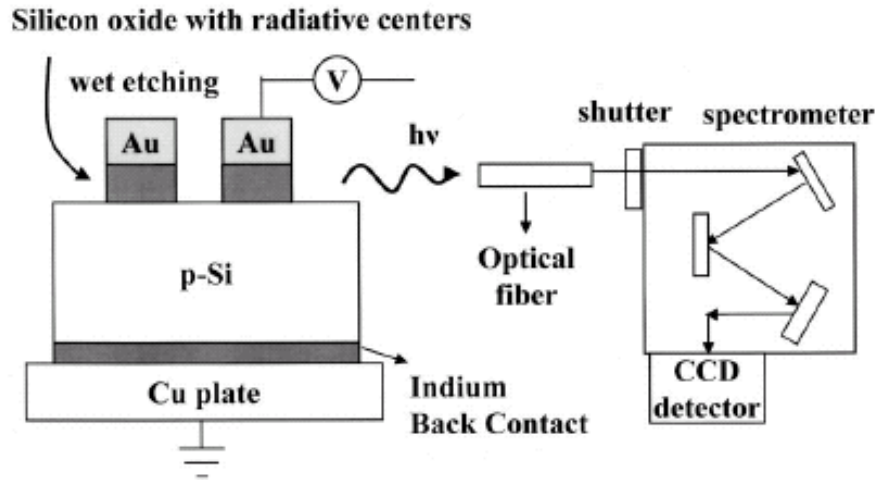 Silicon oxide with radiative centers
wet etching
V
Au
Au
hν
shutter
spectrometer
p-Si
Optical
fiber
Cu plate
Indium
Back Contact
CCD
detector